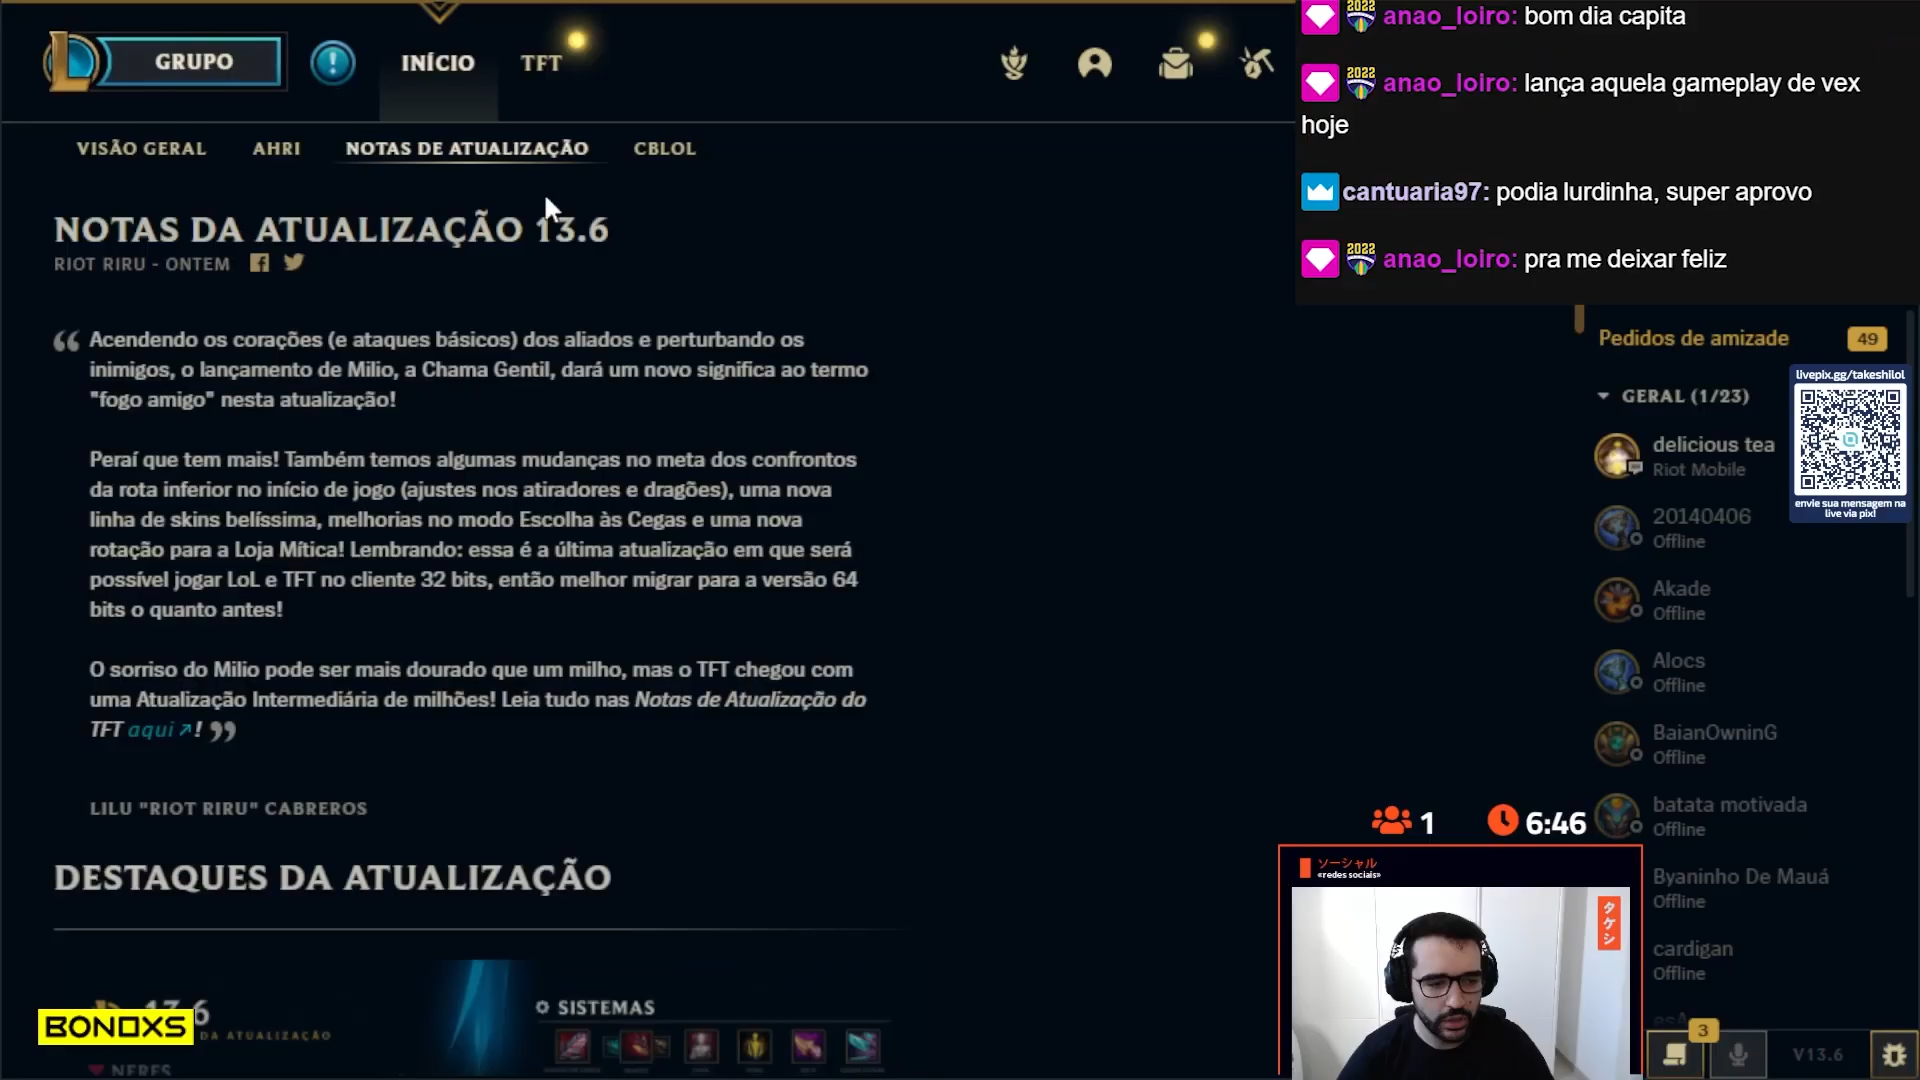 GRUPO
INÍCIO
TFT
VISÃO GERAL
AHRI
NOTAS DE ATUALIZAÇÃO
CBLOL
NOTAS DA ATUALIZAÇÃO 13.6
RIOT RIRU - ONTEM
“ Acendendo os corações (e ataques básicos) dos aliados e perturbando os
inimigos, o lançamento de Milio, a Chama Gentil, dará um novo significa ao termo
"fogo amigo" nesta atualização!
Peraí que tem mais! Também temos algumas mudanças no meta dos confrontos
da rota inferior no início de jogo (ajustes nos atiradores e dragões), uma nova
linha de skins belíssima, melhorias no modo Escolha às Cegas e uma nova
rotação para a Loja Mítica! Lembrando: essa é a última atualização em que será
possível jogar LoL e TFT no cliente 32 bits, então melhor migrar para a versão 64
bits o quanto antes!
O sorriso do Milio pode ser mais dourado que um milho, mas o TFT chegou com
uma Atualização Intermediária de milhões! Leia tudo nas Notas de Atualização do
TFT aqui ↗! ”
LILU "RIOT RIRU" CABREROS
DESTAQUES DA ATUALIZAÇÃO
13.6
DA ATUALIZAÇÃO
NERFS
SISTEMAS
BONOXS
2022 anao_loiro: bom dia capita
2022 anao_loiro: lança aquela gameplay de vex
hoje
cantuaria97: podia lurdinha, super aprovo
2022 anao_loiro: pra me deixar feliz
Pedidos de amizade
49
livepix.gg/takeshilol
envie sua mensagem na
live via pix!
GERAL (1/23)
delicious tea
Riot Mobile
20140406
Offline
Akade
Offline
Alocs
Offline
BaianOwninG
Offline
batata motivada
Offline
Byaninho De Mauá
Offline
cardigan
Offline
1
6:46
ソーシャル
«redes sociais»
タケシ
3
V13.6